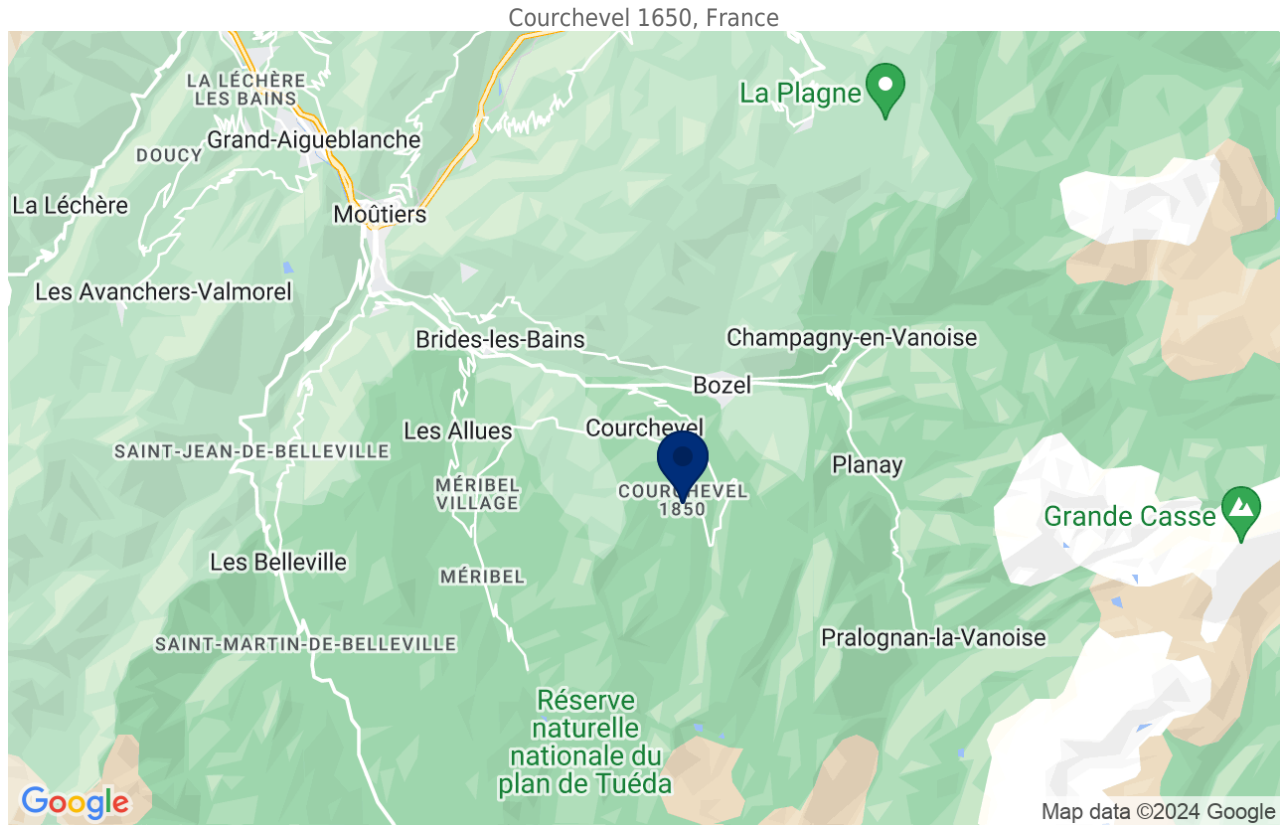 Courchevel 1650, France
LA LÉCHÈRE
LES BAINS
La Plagne
Grand-Aigueblanche
DOUCY
La Léchère
Moûtiers
Les Avanchers-Valmorel
Brides-les-Bains
Champagny-en-Vanoise
Bozel
Les Allues
Courchevel
SAINT-JEAN-DE-BELLEVILLE
Planay
MÉRIBEL
VILLAGE
COURCHEVEL
1850
Grande Casse
Les Belleville
MÉRIBEL
SAINT-MARTIN-DE-BELLEVILLE
Pralognan-la-Vanoise
Réserve
naturelle
nationale du
plan de Tuéda
Google
Map data ©2024 Google